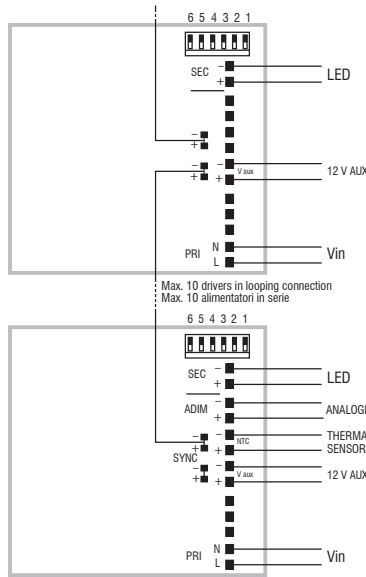 6 5 4 3 2 1
SEC
−
+
LED
−
+
−
+
−
+
V aux
12 V AUX
PRI
N
L
Vin
Max. 10 drivers in looping connection
Max. 10 alimentatori in serie
6 5 4 3 2 1
SEC
−
+
LED
ADIM
−
+
−
+
SYNC
−
+
NTC
THERMA
SENSOR
−
+
−
+
V aux
12 V AUX
PRI
N
L
Vin